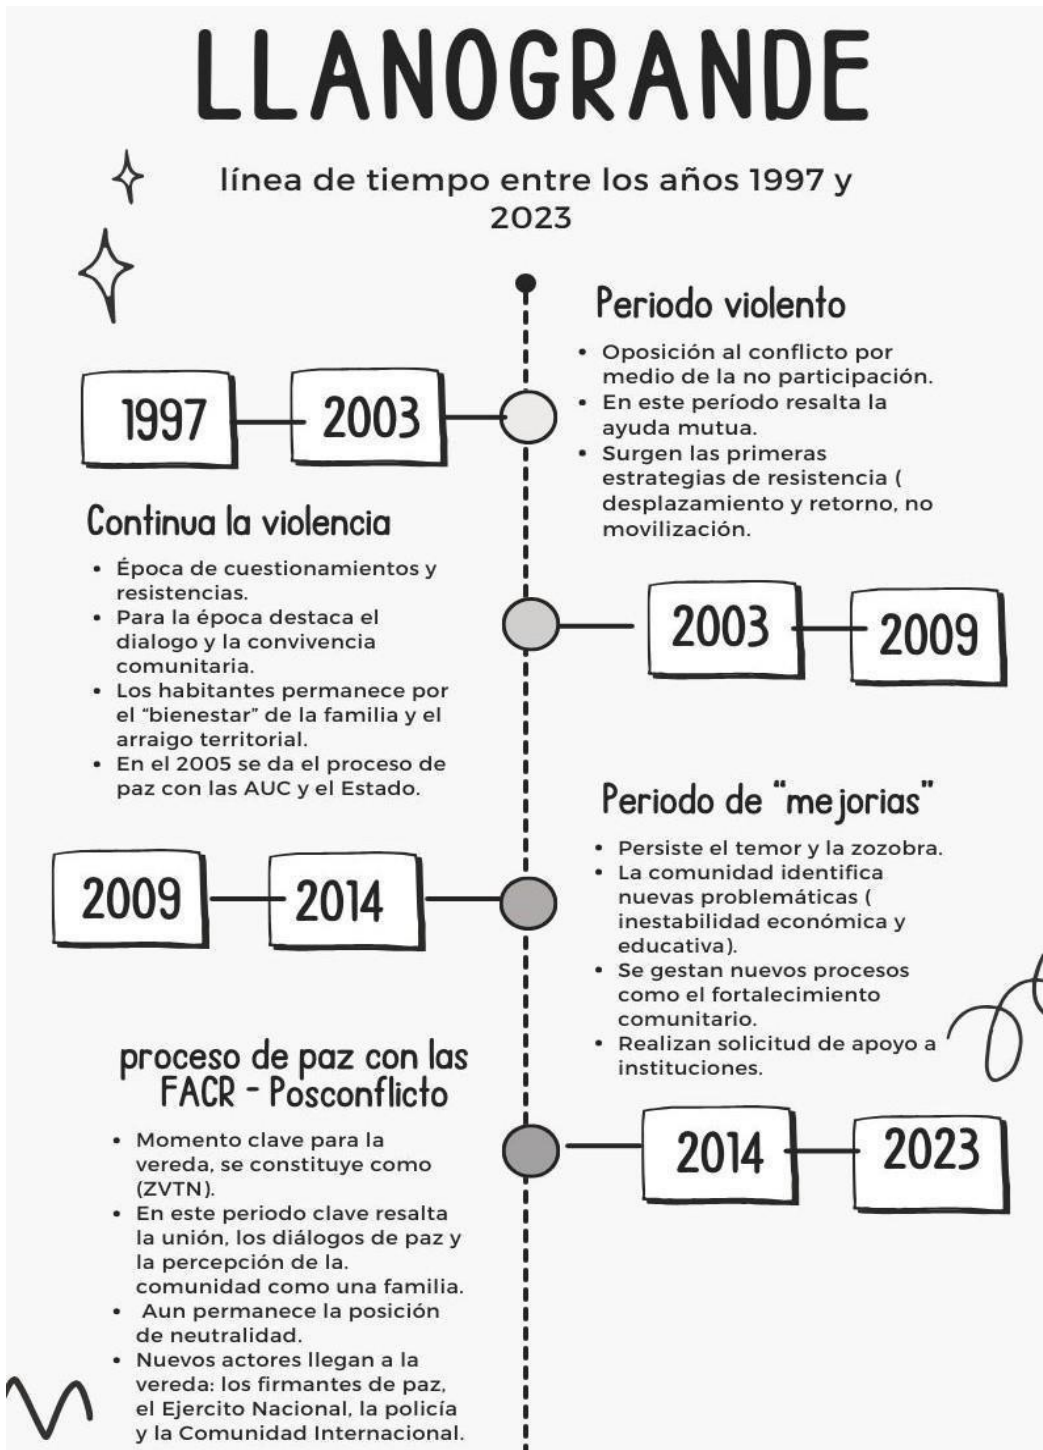 LLANOGRANDE
línea de tiempo entre los años 1997 y
2023
Periodo violento
• Oposición al conflicto por
medio de la no participación.
• En este período resalta la
ayuda mutua.
• Surgen las primeras
estrategias de resistencia (
desplazamiento y retorno, no
movilización.
1997
2003
Continua la violencia
• Época de cuestionamientos y
resistencias.
• Para la época destaca el
dialogo y la convivencia
comunitaria.
• Los habitantes permanece por
el “bienestar” de la familia y el
arraigo territorial.
• En el 2005 se da el proceso de
paz con las AUC y el Estado.
2003
2009
Periodo de “mejorias”
• Persiste el temor y la zozobra.
• La comunidad identifica
nuevas problemáticas (
inestabilidad económica y
educativa).
• Se gestan nuevos procesos
como el fortalecimiento
comunitario.
• Realizan solicitud de apoyo a
instituciones.
2009
2014
proceso de paz con las
FACR - Posconflicto
• Momento clave para la
vereda, se constituye como
(ZVTN).
• En este periodo clave resalta
la unión, los diálogos de paz y
la percepción de la.
comunidad como una familia.
• Aun permanece la posición
de neutralidad.
• Nuevos actores llegan a la
vereda: los firmantes de paz,
el Ejercito Nacional, la policía
y la Comunidad Internacional.
2014
2023